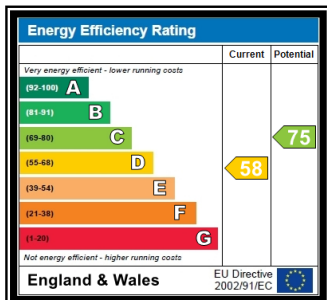 Energy Efficiency Rating
Current Potential
Very energy efficient - lower running costs
(92-100) A
(81-91) B
(69-80) C
75
(55-68) D
58
(39-54) E
(21-38) F
(1-20) G
Not energy efficient - higher running costs
England & Wales
EU Directive
2002/91/EC